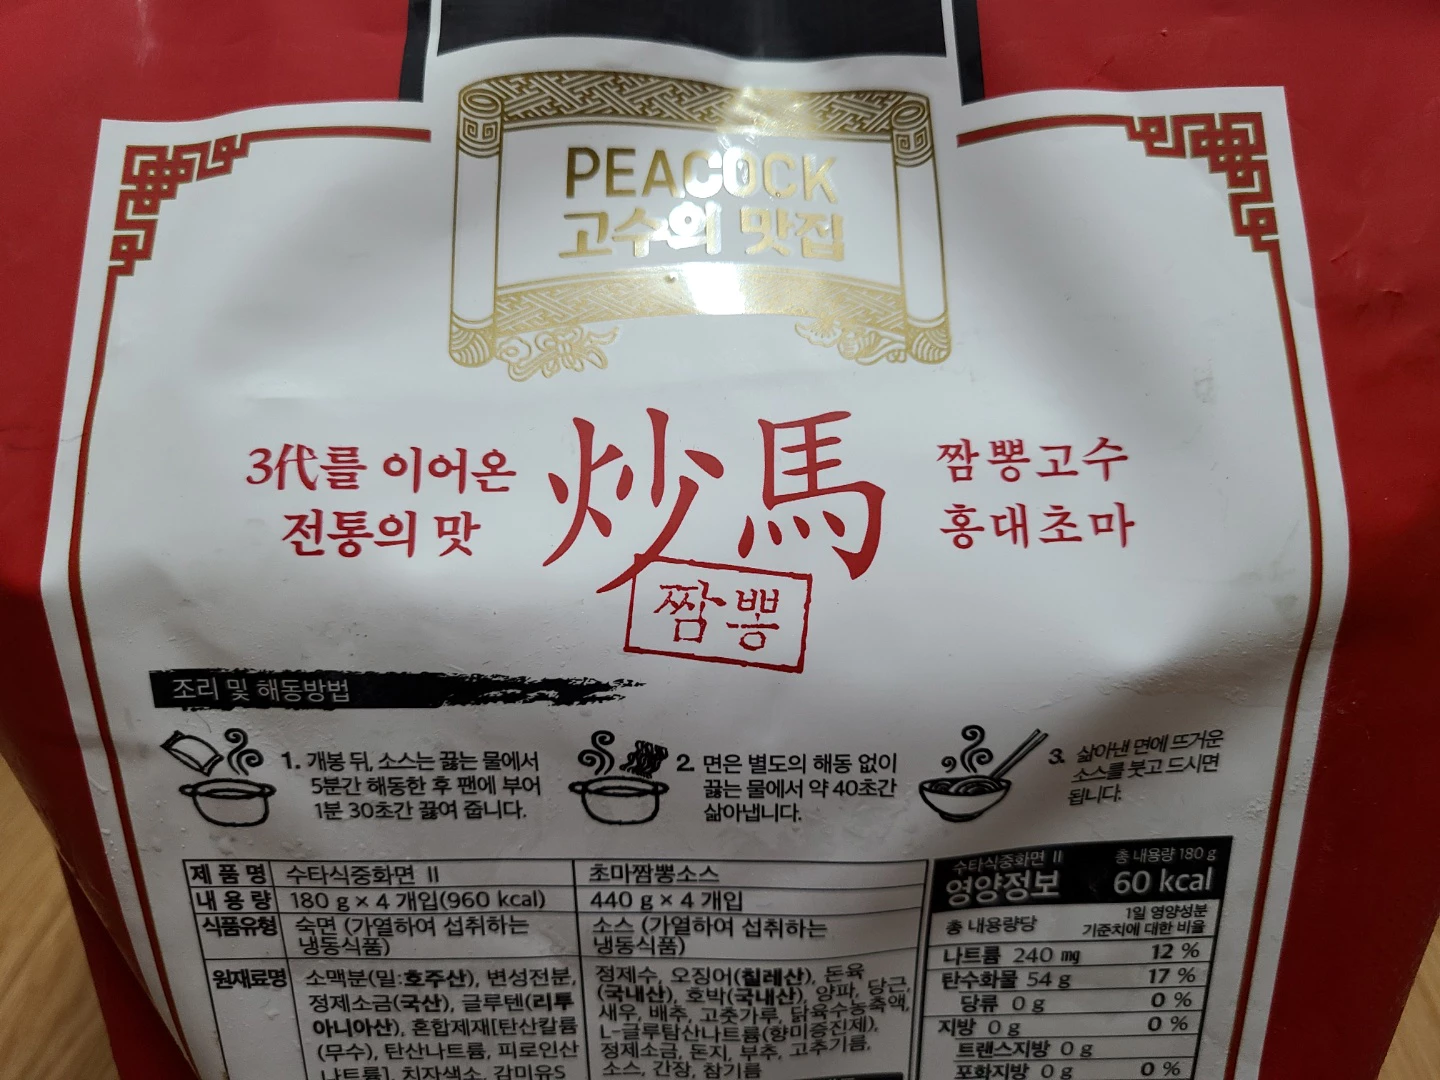 PEACOCK
고수의 맛집
3代를 이어온
전통의 맛
炒馬
짬뽕
짬뽕고수
홍대초마
조리 및 해동방법
1. 개봉 뒤, 소스는 끓는 물에서
5분간 해동한 후 팬에 부어
1분 30초간 끓여 줍니다.
2. 면은 별도의 해동 없이
끓는 물에서 약 40초간
삶아냅니다.
3. 삶아낸 면에 뜨거운
소스를 붓고 드시면
됩니다.
제품명 수타식중화면 Ⅱ 초마짬뽕소스
내용량 180 g × 4 개입(960 kcal) 440 g × 4 개입
식품유형 숙면 (가열하여 섭취하는 냉동식품) 소스 (가열하여 섭취하는 냉동식품)
원재료명 소맥분(밀:호주산), 변성전분,
정제소금(국산), 글루텐(리투
아니아산), 혼합제제[탄산칼륨
(무수), 탄산나트륨, 피로인산
나트륨], 치자색소, 감미유S
정제수, 오징어(칠레산), 돈육
(국내산), 호박(국내산), 양파, 당근,
새우, 배추, 고춧가루, 닭육수농축액,
L-글루탐산나트륨(향미증진제),
정제소금, 돈지, 부추, 고추기름,
소스, 간장, 참기름
수타식중화면 Ⅱ 총 내용량 180 g
영양정보 60 kcal
총 내용량당 1일 영양성분
기준치에 대한 비율
나트륨 240 mg 12 %
탄수화물 54 g 17 %
당류 0 g 0 %
지방 0 g 0 %
트랜스지방 0 g
포화지방 0 g 0 %